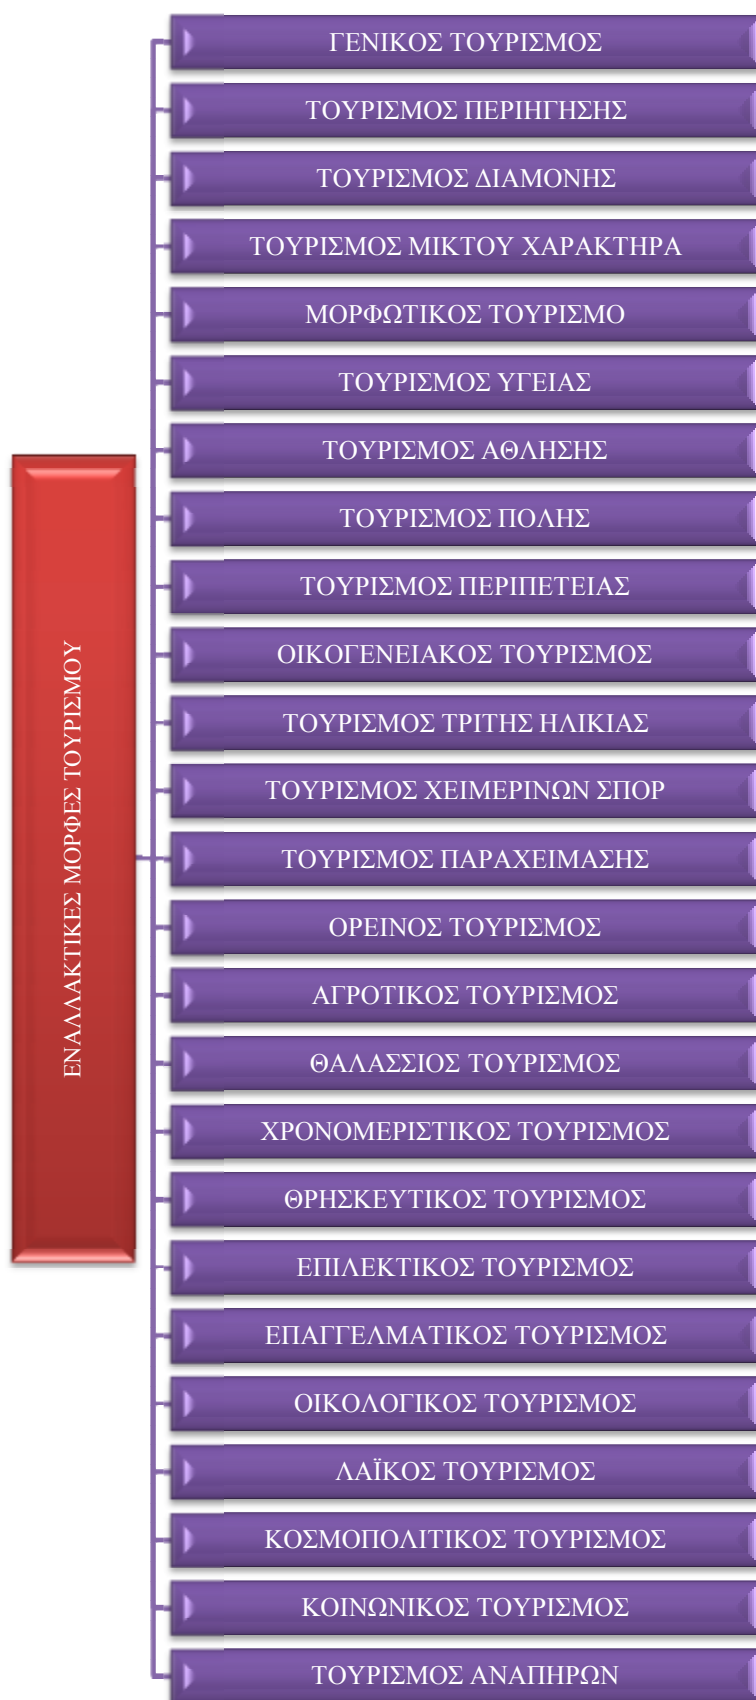 ΕΝΑΛΛΑΚΤΙΚΕΣ ΜΟΡΦΕΣ ΤΟΥΡΙΣΜΟΥ
ΓΕΝΙΚΟΣ ΤΟΥΡΙΣΜΟΣ
ΤΟΥΡΙΣΜΟΣ ΠΕΡΙΗΓΗΣΗΣ
ΤΟΥΡΙΣΜΟΣ ΔΙΑΜΟΝΗΣ
ΤΟΥΡΙΣΜΟΣ ΜΙΚΤΟΥ ΧΑΡΑΚΤΗΡΑ
ΜΟΡΦΩΤΙΚΟΣ ΤΟΥΡΙΣΜΟ
ΤΟΥΡΙΣΜΟΣ ΥΓΕΙΑΣ
ΤΟΥΡΙΣΜΟΣ ΑΘΛΗΣΗΣ
ΤΟΥΡΙΣΜΟΣ ΠΟΛΗΣ
ΤΟΥΡΙΣΜΟΣ ΠΕΡΙΠΕΤΕΙΑΣ
ΟΙΚΟΓΕΝΕΙΑΚΟΣ ΤΟΥΡΙΣΜΟΣ
ΤΟΥΡΙΣΜΟΣ ΤΡΙΤΗΣ ΗΛΙΚΙΑΣ
ΤΟΥΡΙΣΜΟΣ ΧΕΙΜΕΡΙΝΩΝ ΣΠΟΡ
ΤΟΥΡΙΣΜΟΣ ΠΑΡΑΧΕΙΜΑΣΗΣ
ΟΡΕΙΝΟΣ ΤΟΥΡΙΣΜΟΣ
ΑΓΡΟΤΙΚΟΣ ΤΟΥΡΙΣΜΟΣ
ΘΑΛΑΣΣΙΟΣ ΤΟΥΡΙΣΜΟΣ
ΧΡΟΝΟΜΕΡΙΣΤΙΚΟΣ ΤΟΥΡΙΣΜΟΣ
ΘΡΗΣΚΕΥΤΙΚΟΣ ΤΟΥΡΙΣΜΟΣ
ΕΠΙΛΕΚΤΙΚΟΣ ΤΟΥΡΙΣΜΟΣ
ΕΠΑΓΓΕΛΜΑΤΙΚΟΣ ΤΟΥΡΙΣΜΟΣ
ΟΙΚΟΛΟΓΙΚΟΣ ΤΟΥΡΙΣΜΟΣ
ΛΑΪΚΟΣ ΤΟΥΡΙΣΜΟΣ
ΚΟΣΜΟΠΟΛΙΤΙΚΟΣ ΤΟΥΡΙΣΜΟΣ
ΚΟΙΝΩΝΙΚΟΣ ΤΟΥΡΙΣΜΟΣ
ΤΟΥΡΙΣΜΟΣ ΑΝΑΠΗΡΩΝ